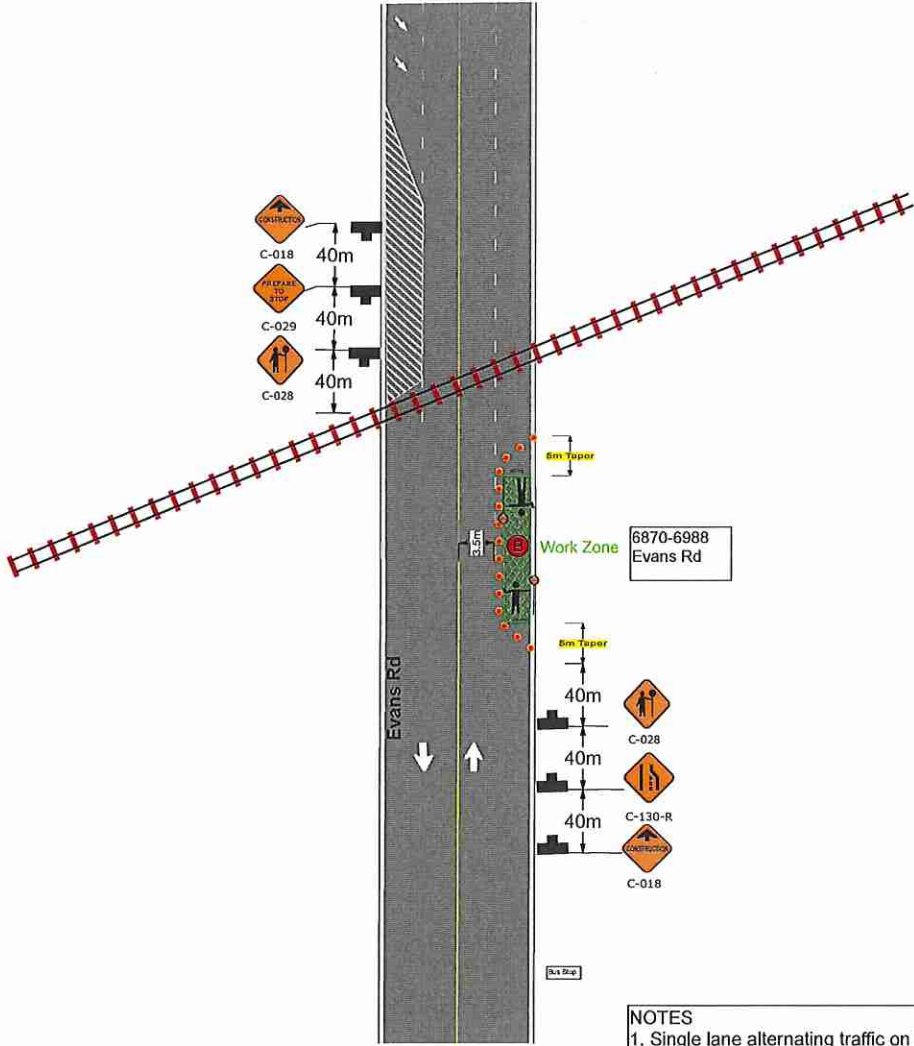 CONSTRUCTION
C-018
40m
PREPARE
TO
STOP
C-029
40m
C-028
40m
5m Taper
3.5m
B
Work Zone
6870-6988
Evans Rd
5m Taper
Evans Rd
40m
C-028
40m
C-130-R
40m
CONSTRUCTION
C-018
Bus Stop
NOTES
1. Single lane alternating traffic on